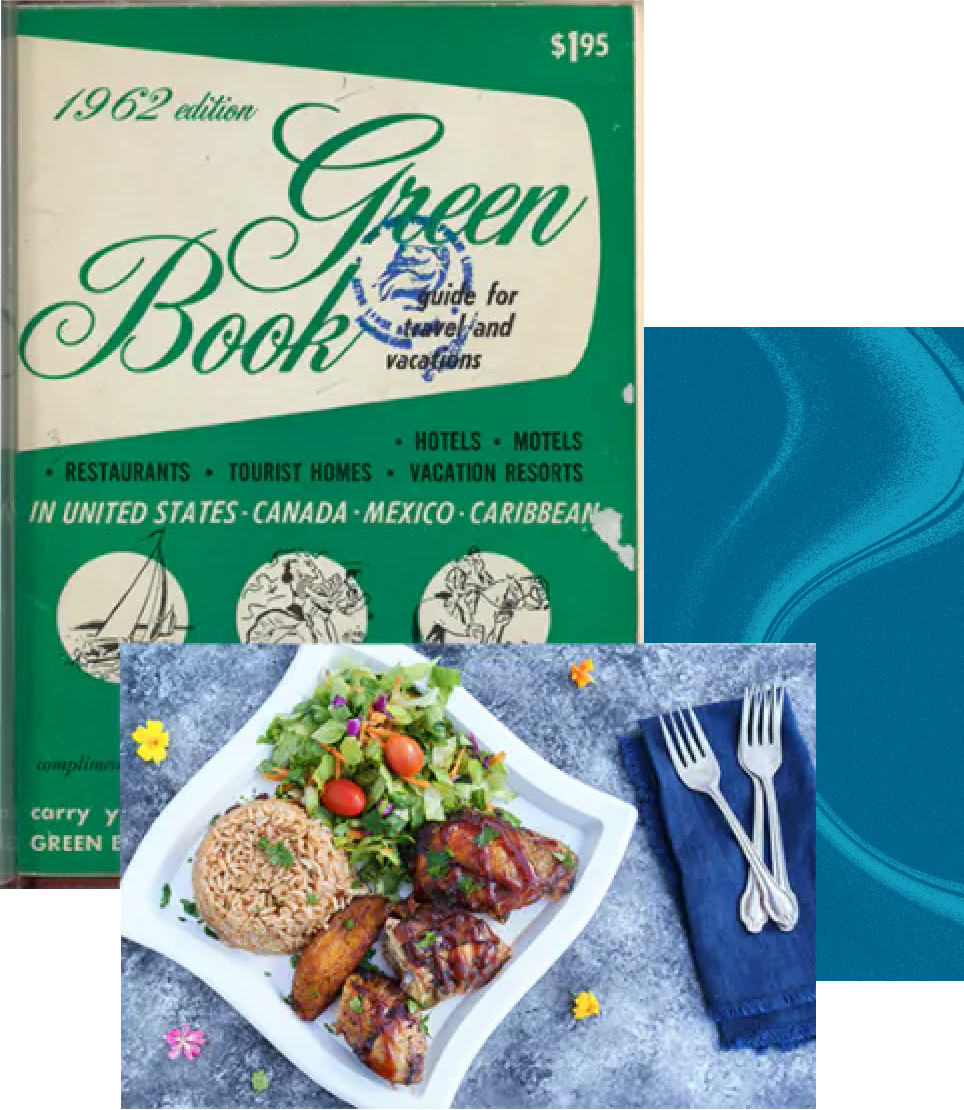 $1.95
1962 edition
Green
Book
guide for
travel and
vacations
• HOTELS • MOTELS
• RESTAURANTS • TOURIST HOMES • VACATION RESORTS
IN UNITED STATES · CANADA · MEXICO · CARIBBEAN
carry
GREEN